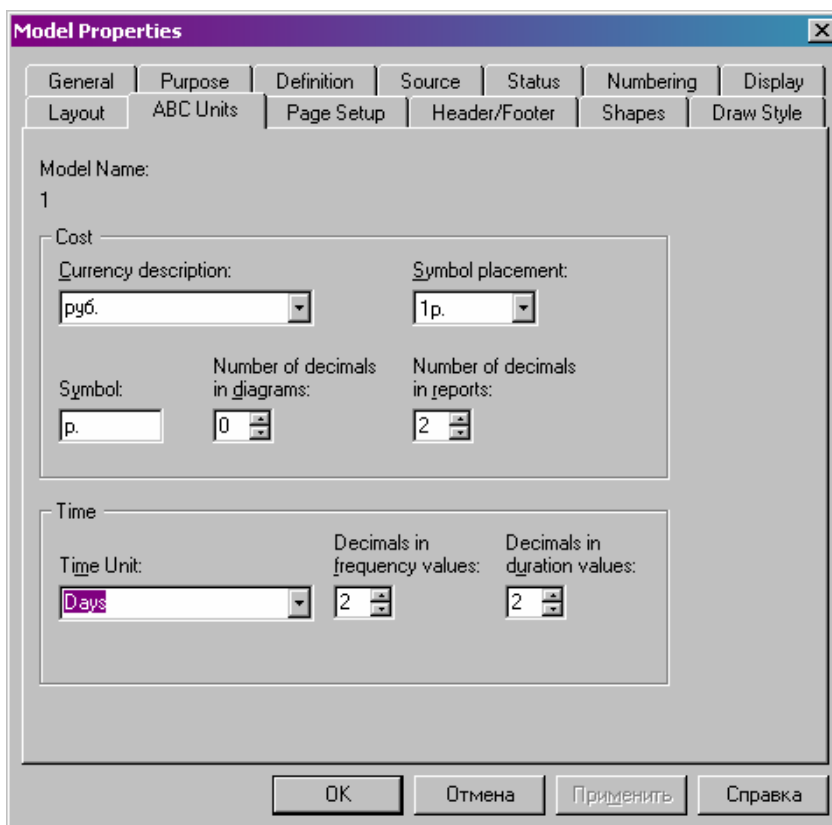 Model Properties
General Purpose Definition Source Status Numbering Display
Layout ABC Units Page Setup Header/Footer Shapes Draw Style
Model Name:
1
Cost
Currency description: Symbol placement:
руб. 1р.
Number of decimals Number of decimals
Symbol: in diagrams: in reports:
р. 0 2
Time
Decimals in Decimals in
Time Unit: frequency values: duration values:
Days 2 2
OK Отмена Применить Справка